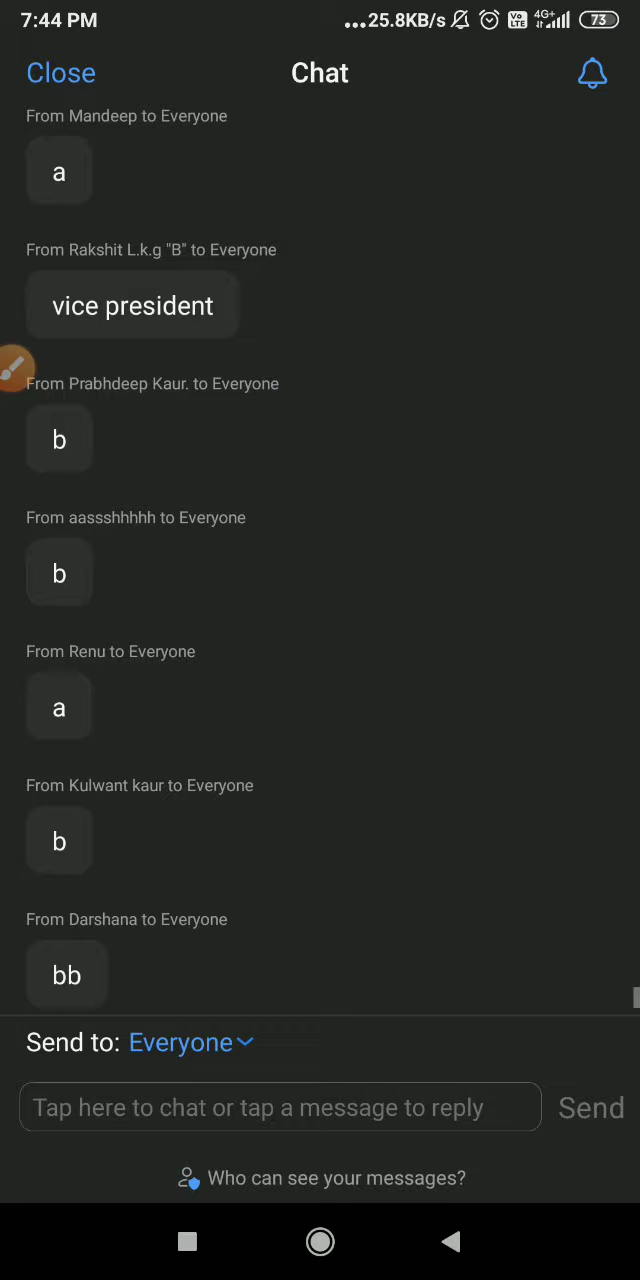 7:44 PM ...25.8KB/s Vo LTE 4G+ 73
Close Chat
From Mandeep to Everyone
a
From Rakshit L.k.g "B" to Everyone
vice president
From Prabhdeep Kaur. to Everyone
b
From aassshhhhh to Everyone
b
From Renu to Everyone
a
From Kulwant kaur to Everyone
b
From Darshana to Everyone
bb
Send to: Everyone
Tap here to chat or tap a message to reply Send
Who can see your messages?